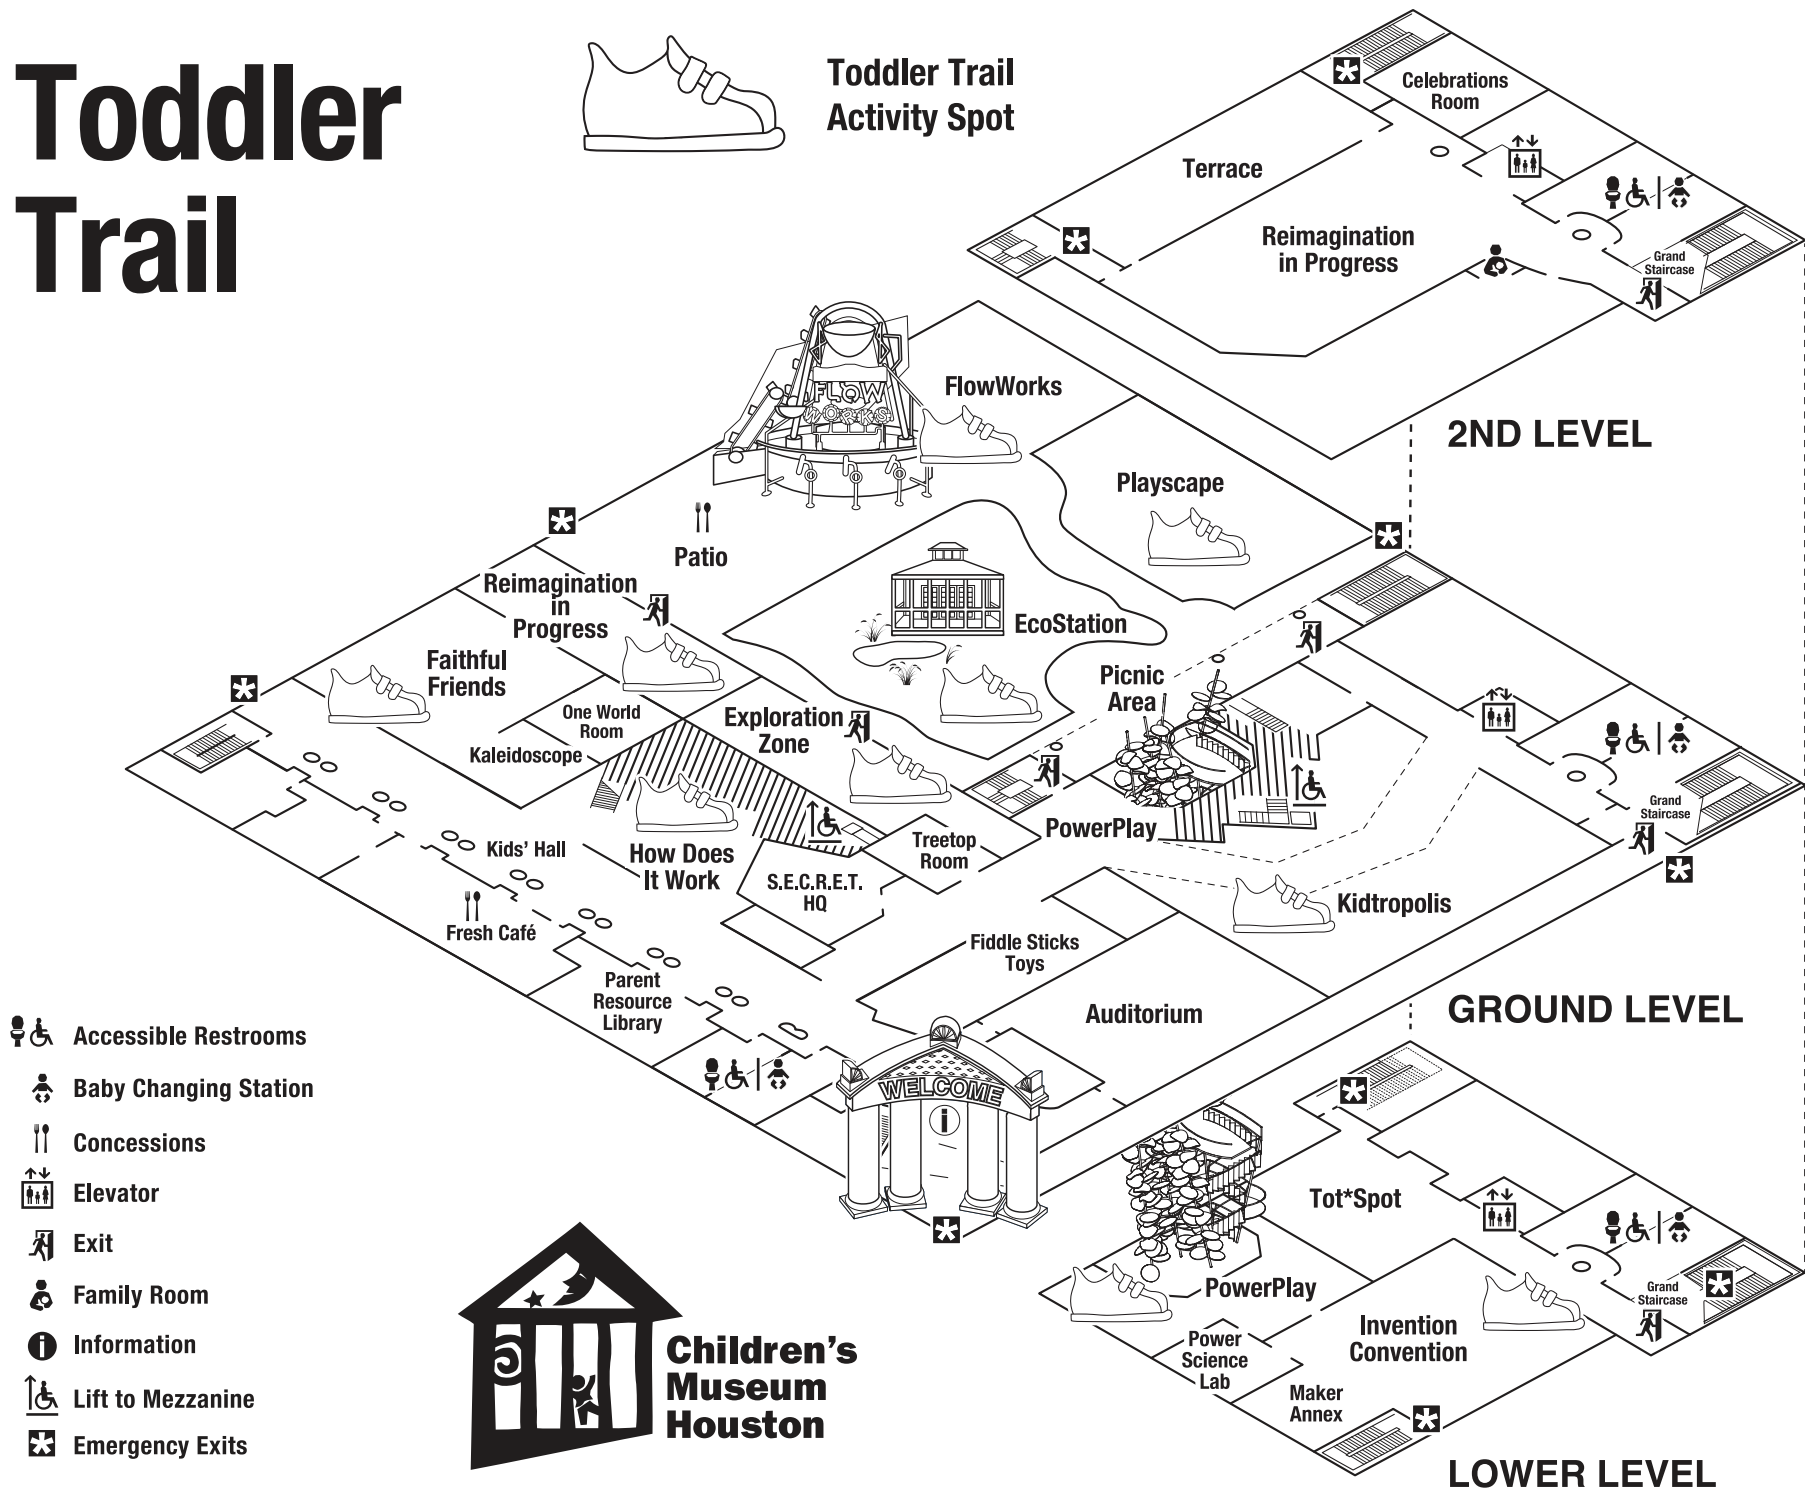 Toddler
Trail
Toddler Trail
Activity Spot
Celebrations
Room
Terrace
Reimagination
in Progress
Grand
Staircase
2ND LEVEL
FLOW
WORKS
FlowWorks
Playscape
Patio
Reimagination
in
Progress
EcoStation
Faithful
Friends
Picnic
Area
One World
Room
Exploration
Zone
Kaleidoscope
Grand
Staircase
PowerPlay
Treetop
Room
Kids' Hall
How Does
It Work
S.E.C.R.E.T.
HQ
Kidtropolis
Fresh Café
Fiddle Sticks
Toys
Parent
Resource
Library
Auditorium
GROUND LEVEL
WELCOME
i
Tot*Spot
PowerPlay
Grand
Staircase
Invention
Convention
Power
Science
Lab
Maker
Annex
LOWER LEVEL
Accessible Restrooms
Baby Changing Station
Concessions
Elevator
Exit
Family Room
i Information
Lift to Mezzanine
Emergency Exits
Children's
Museum
Houston